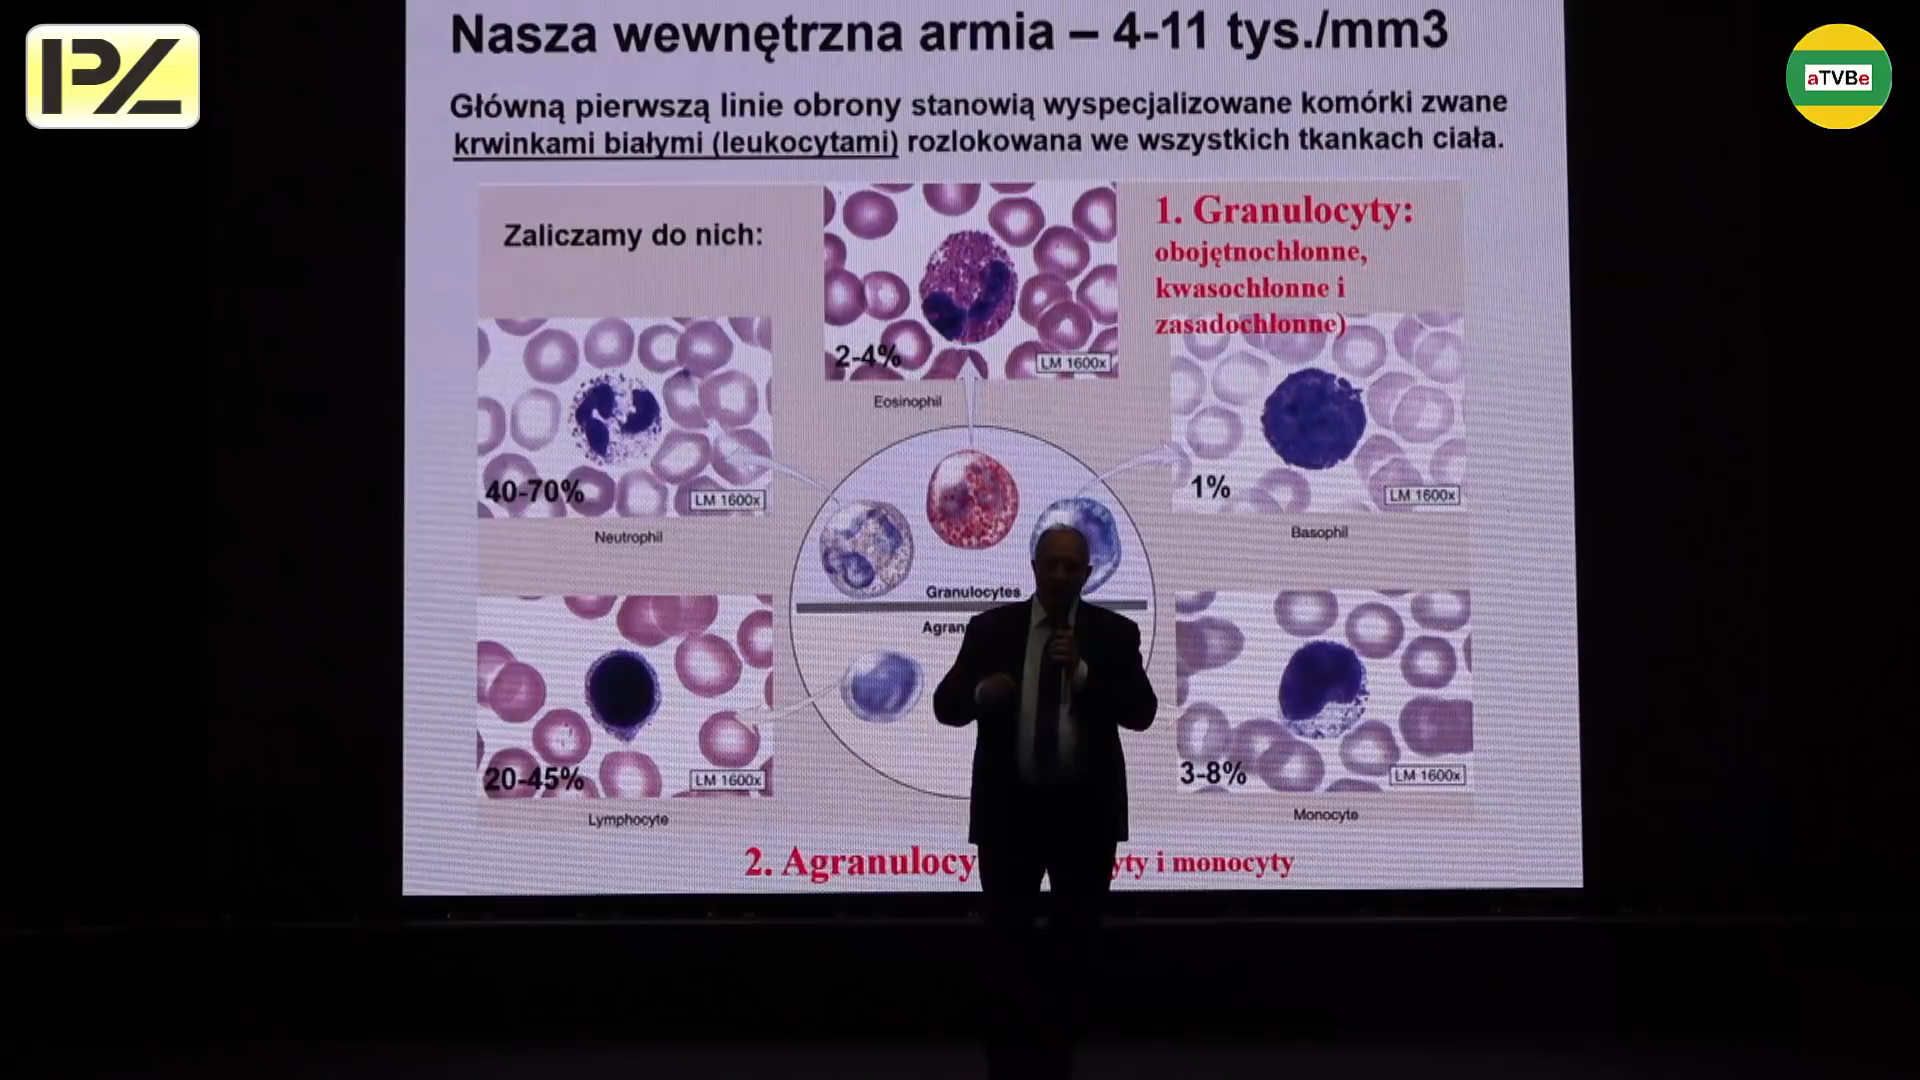 Nasza wewnętrzna armia – 4-11 tys./mm3
PZ
aTVBe
Główną pierwszą linie obrony stanowią wyspecjalizowane komórki zwane
krwinkami białymi (leukocytami) rozlokowana we wszystkich tkankach ciała.
Zaliczamy do nich:
1. Granulocyty:
obojętnochłonne,
kwasochłonne i
zasadochłonne)
2-4%
LM 1600x
Eosinophil
40-70%
LM 1600x
Neutrophil
1%
LM 1600x
Basophil
Granulocytes
Agran
20-45%
LM 1600x
Lymphocyte
3-8%
LM 1600x
Monocyte
2. Agranulocy yty i monocyty